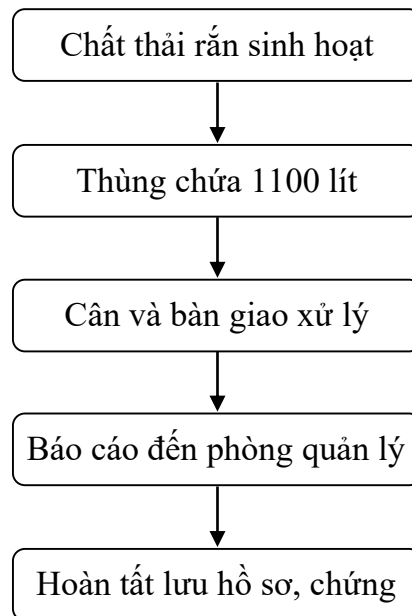 Chất thải rắn sinh hoạt
Thùng chứa 1100 lít
Cân và bàn giao xử lý
Báo cáo đến phòng quản lý
Hoàn tất lưu hồ sơ, chứng